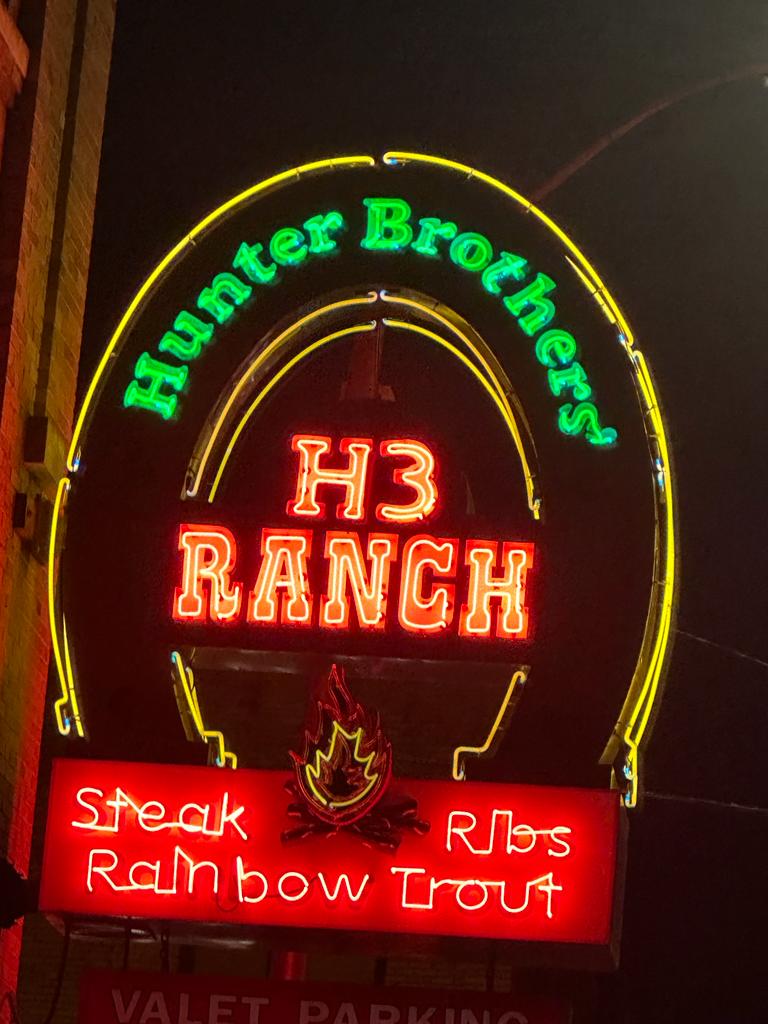 Hunter Brothers'
H3
RANCH
Steak Ribs
Rainbow Trout
VALET PARKING